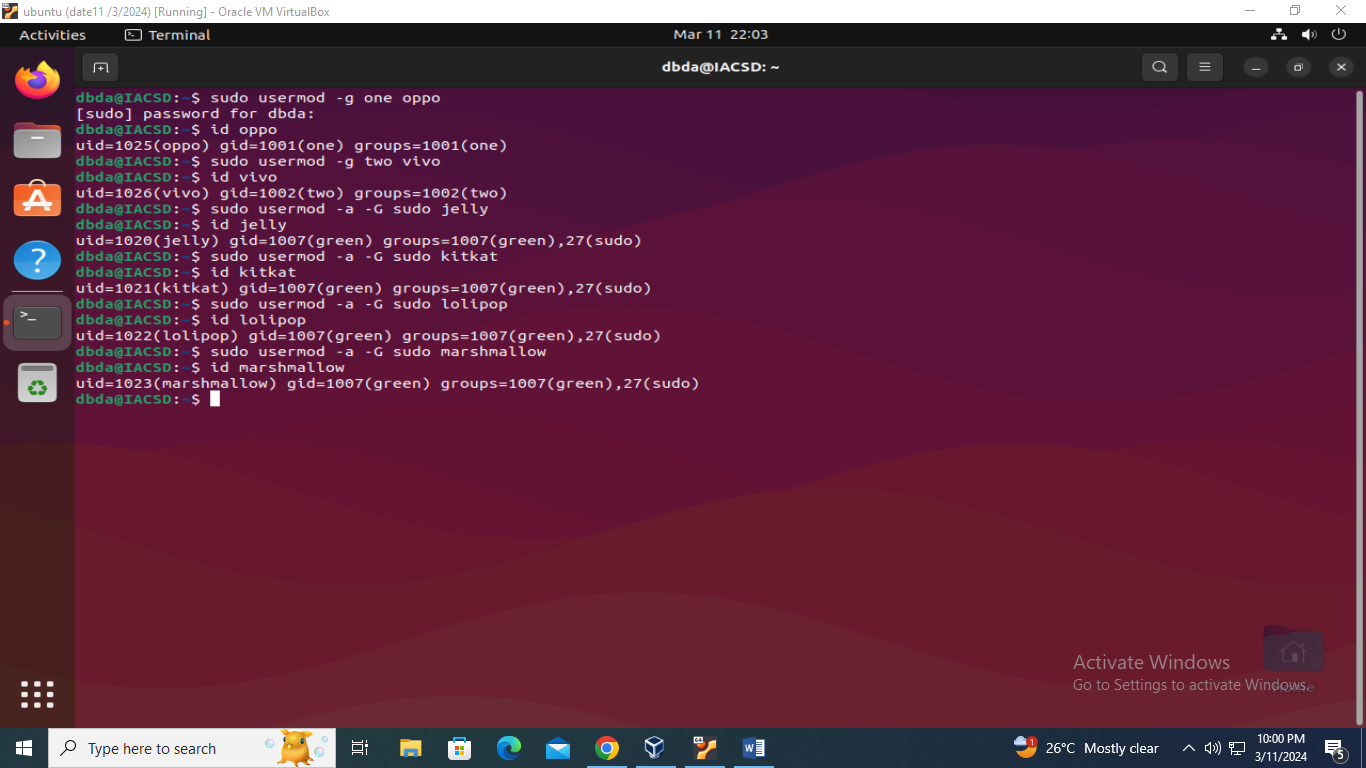 ubuntu (date11 /3/2024) [Running] - Oracle VM VirtualBox
Activities Terminal Mar 11 22:03
dbda@IACSD: ~
dbda@IACSD:~$ sudo usermod -g one oppo
[sudo] password for dbda:
dbda@IACSD:~$ id oppo
uid=1025(oppo) gid=1001(one) groups=1001(one)
dbda@IACSD:~$ sudo usermod -g two vivo
dbda@IACSD:~$ id vivo
uid=1026(vivo) gid=1002(two) groups=1002(two)
dbda@IACSD:~$ sudo usermod -a -G sudo jelly
dbda@IACSD:~$ id jelly
uid=1020(jelly) gid=1007(green) groups=1007(green),27(sudo)
dbda@IACSD:~$ sudo usermod -a -G sudo kitkat
dbda@IACSD:~$ id kitkat
uid=1021(kitkat) gid=1007(green) groups=1007(green),27(sudo)
dbda@IACSD:~$ sudo usermod -a -G sudo lolipop
dbda@IACSD:~$ id lolipop
uid=1022(lolipop) gid=1007(green) groups=1007(green),27(sudo)
dbda@IACSD:~$ sudo usermod -a -G sudo marshmallow
dbda@IACSD:~$ id marshmallow
uid=1023(marshmallow) gid=1007(green) groups=1007(green),27(sudo)
dbda@IACSD:~$
Activate Windows
Go to Settings to activate Windows.
Home
Type here to search
26°C Mostly clear
10:00 PM
3/11/2024
5
1